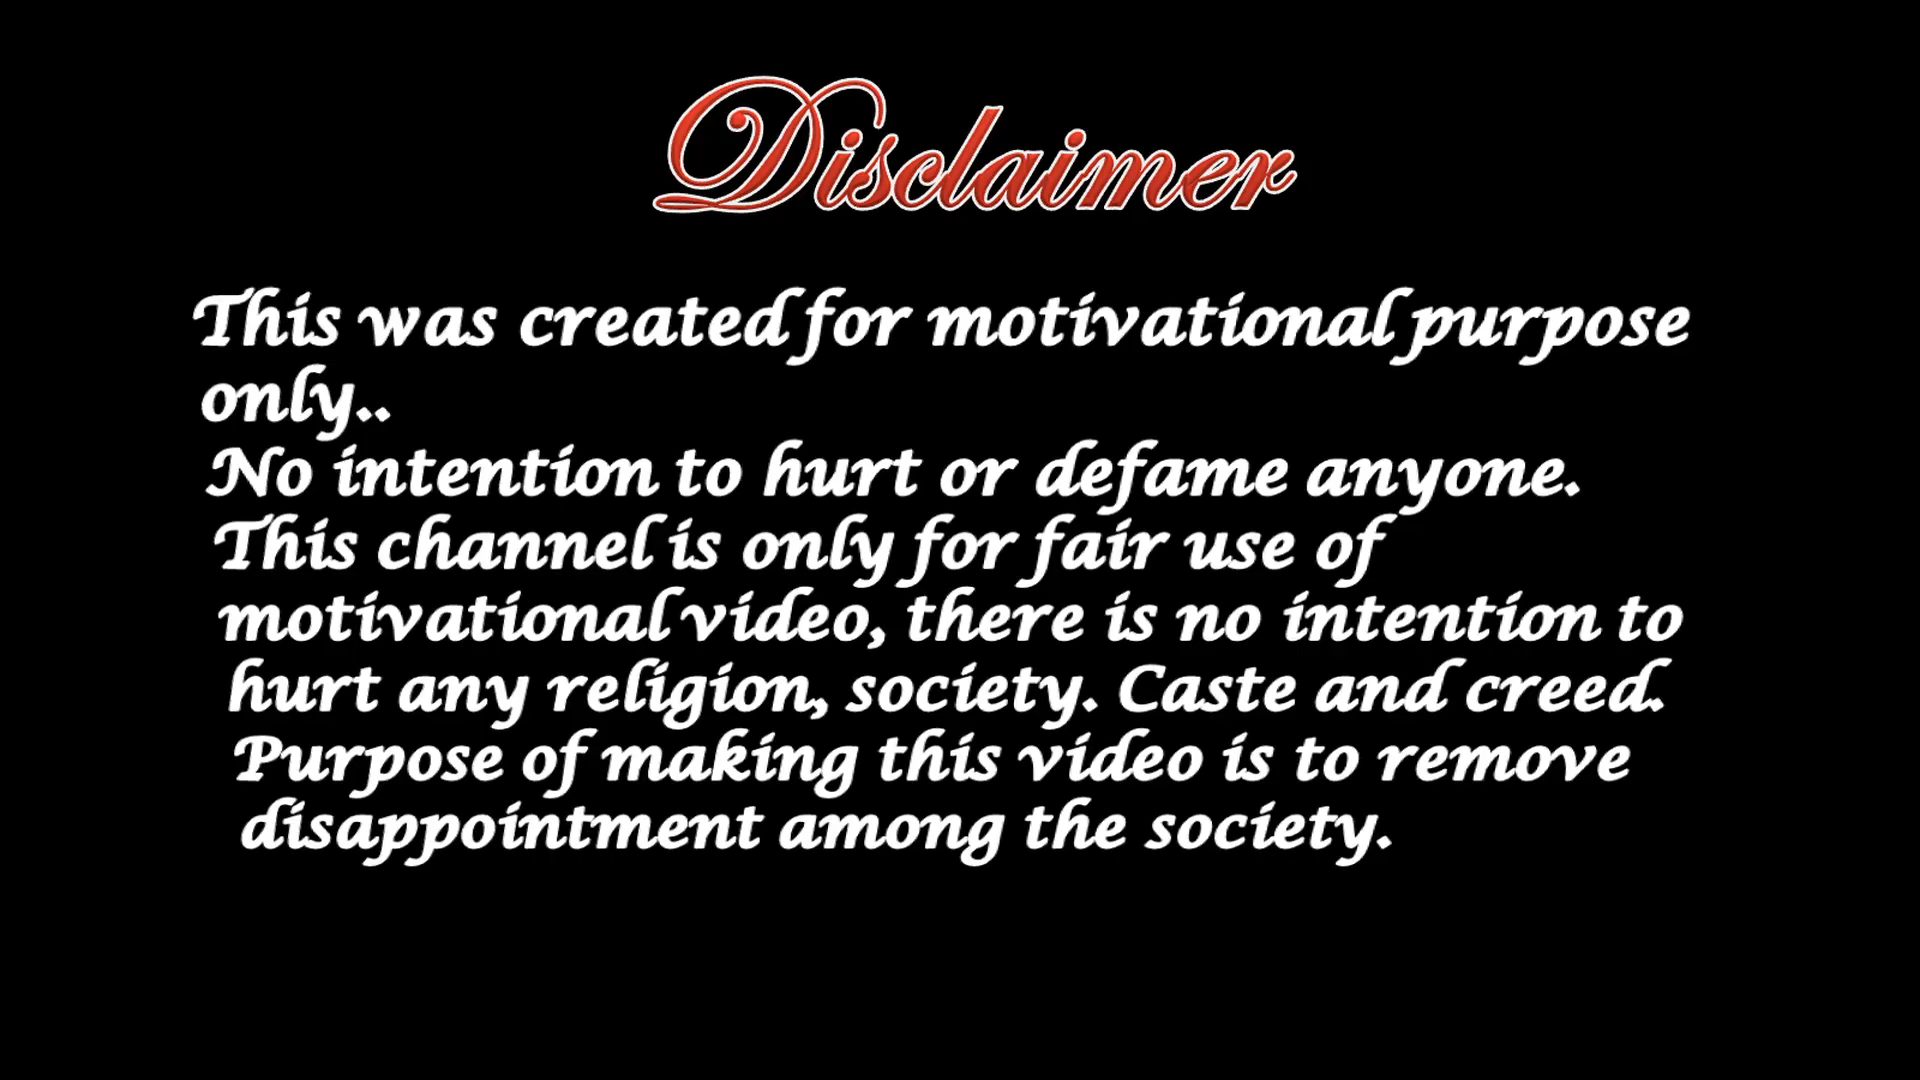 Disclaimer
This was created for motivational purpose
only..
No intention to hurt or defame anyone.
This channel is only for fair use of
motivational video, there is no intention to
hurt any religion, society. Caste and creed.
Purpose of making this video is to remove
disappointment among the society.